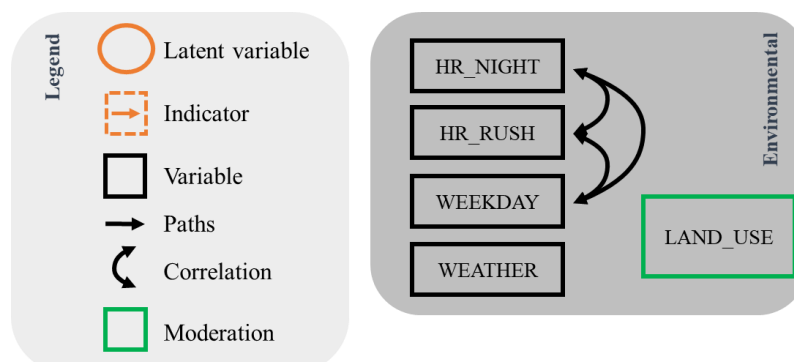 Legend
Latent variable
Indicator
Variable
Paths
Correlation
Moderation
Environmental
HR_NIGHT
HR_RUSH
WEEKDAY
WEATHER
LAND_USE